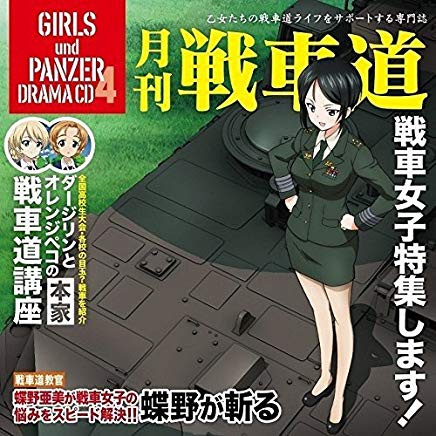 GIRLS
und
PANZER
DRAMA CD 4
乙女たちの戦車道ライフをサポートする専門誌
月刊 戦車道
戦車女子特集します!
全国高校生大会・各校の目玉?戦車を紹介
ダージリンと
オレンジペコの
本家
戦車道講座
戦車道教官
蝶野亜美が戦車女子の
悩みをスピード解決!!
蝶野が斬る